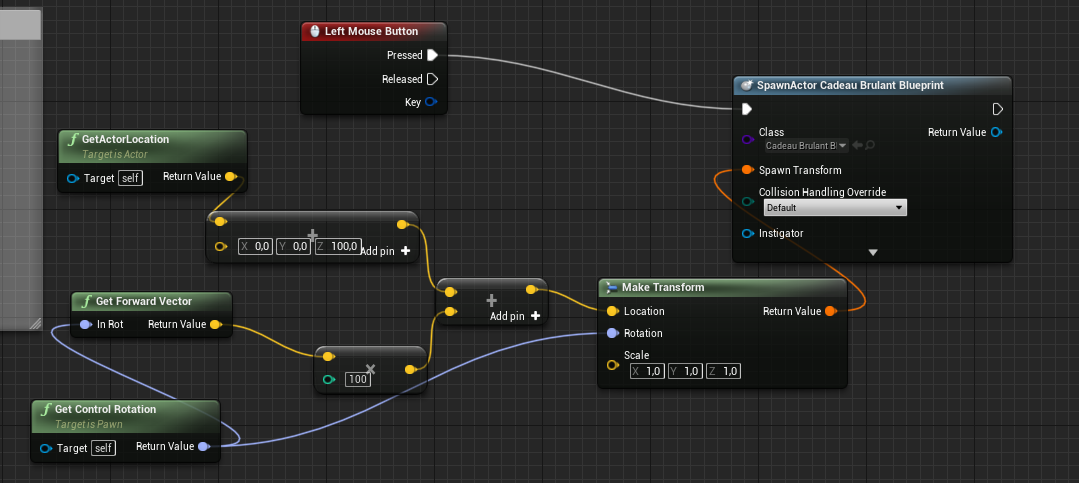 Left Mouse Button
Pressed
Released
Key
SpawnActor Cadeau Brulant Blueprint
Class
Return Value
Cadeau Brulant Bl
Spawn Transform
Collision Handling Override
Default
Instigator
f GetActorLocation
Target is Actor
Target self Return Value
X 0,0 Y 0,0 Z 100,0 Add pin +
+
+
Add pin +
f Get Forward Vector
In Rot Return Value
100 ×
Make Transform
Location Return Value
Rotation
Scale
X 1,0 Y 1,0 Z 1,0
f Get Control Rotation
Target is Pawn
Target self Return Value